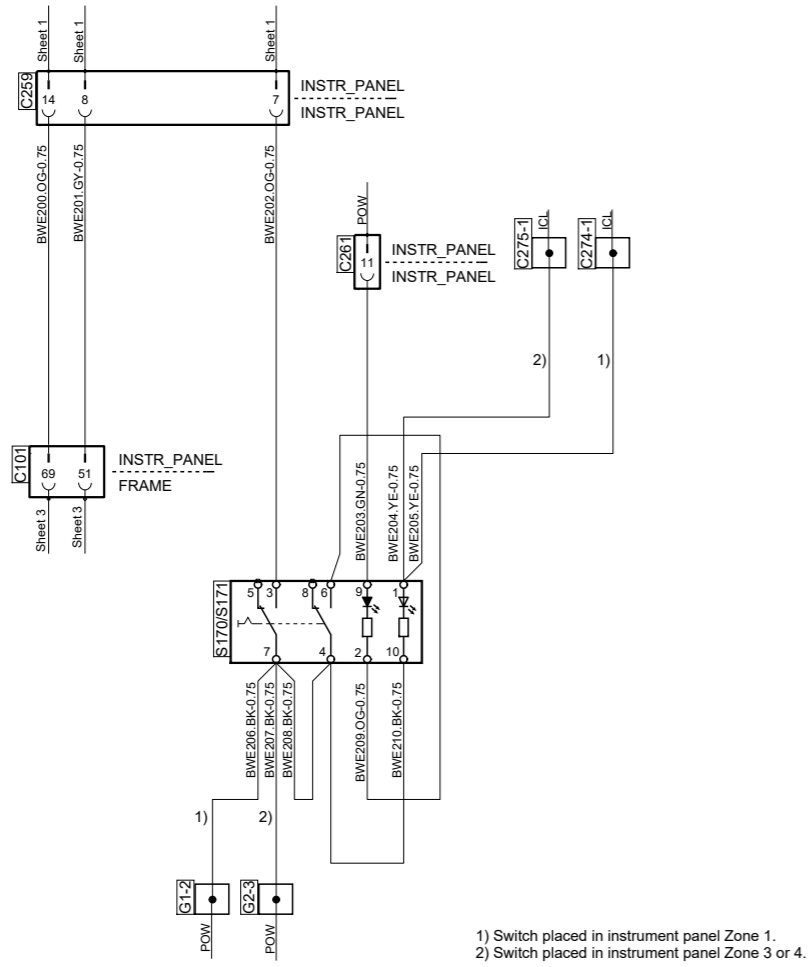 Sheet 1
Sheet 1
Sheet 1
C259
14
8
7
INSTR_PANEL
INSTR_PANEL
BWE200.OG-0.75
BWE201.GY-0.75
BWE202.OG-0.75
POW
C261
11
INSTR_PANEL
INSTR_PANEL
ICL
C275-1
ICL
C274-1
2)
1)
C101
69
51
INSTR_PANEL
FRAME
Sheet 3
Sheet 3
BWE203.GN-0.75
BWE204.YE-0.75
BWE205.YE-0.75
S170/S171
5
3
8
6
9
1
7
4
2
10
BWE206.BK-0.75
BWE207.BK-0.75
BWE208.BK-0.75
BWE209.OG-0.75
BWE210.BK-0.75
1)
2)
G1-2
G2-3
POW
POW
1) Switch placed in instrument panel Zone 1.
2) Switch placed in instrument panel Zone 3 or 4.